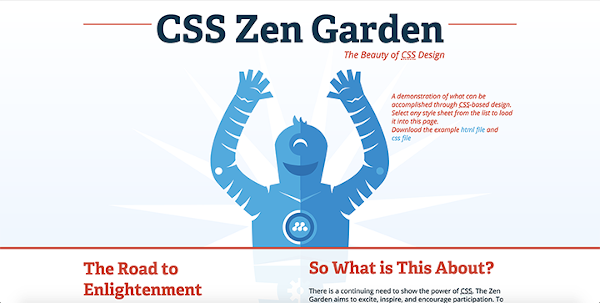 CSS Zen Garden
The Beauty of CSS Design
A demonstration of what can be
accomplished through CSS-based design.
Select any style sheet from the list to load
it into this page.
Download the example html file and
css file
The Road to
Enlightenment
So What is This About?
There is a continuing need to show the power of CSS. The Zen
Garden aims to excite, inspire, and encourage participation. To